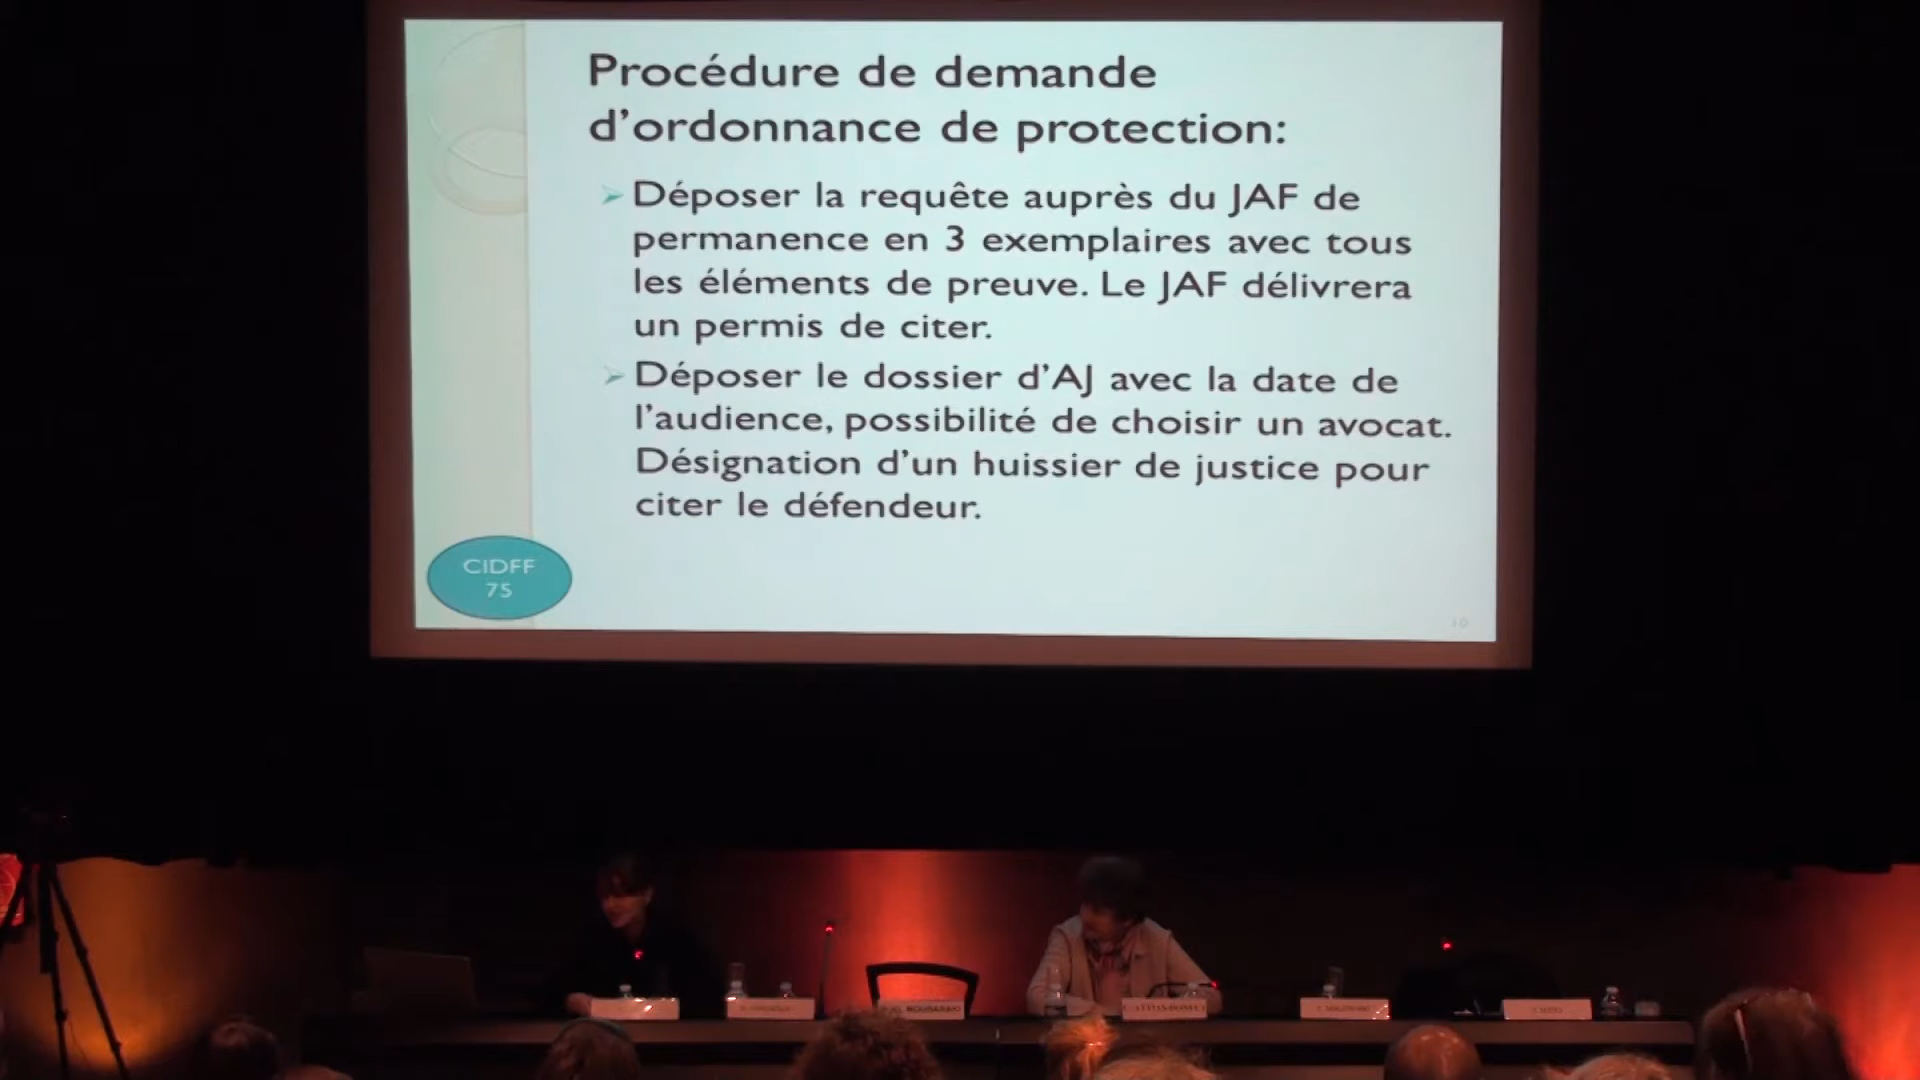 Procédure de demande
d'ordonnance de protection:
➢ Déposer la requête auprès du JAF de
permanence en 3 exemplaires avec tous
les éléments de preuve. Le JAF délivrera
un permis de citer.
➢ Déposer le dossier d'AJ avec la date de
l'audience, possibilité de choisir un avocat.
Désignation d'un huissier de justice pour
citer le défendeur.
CIDFF
75
10